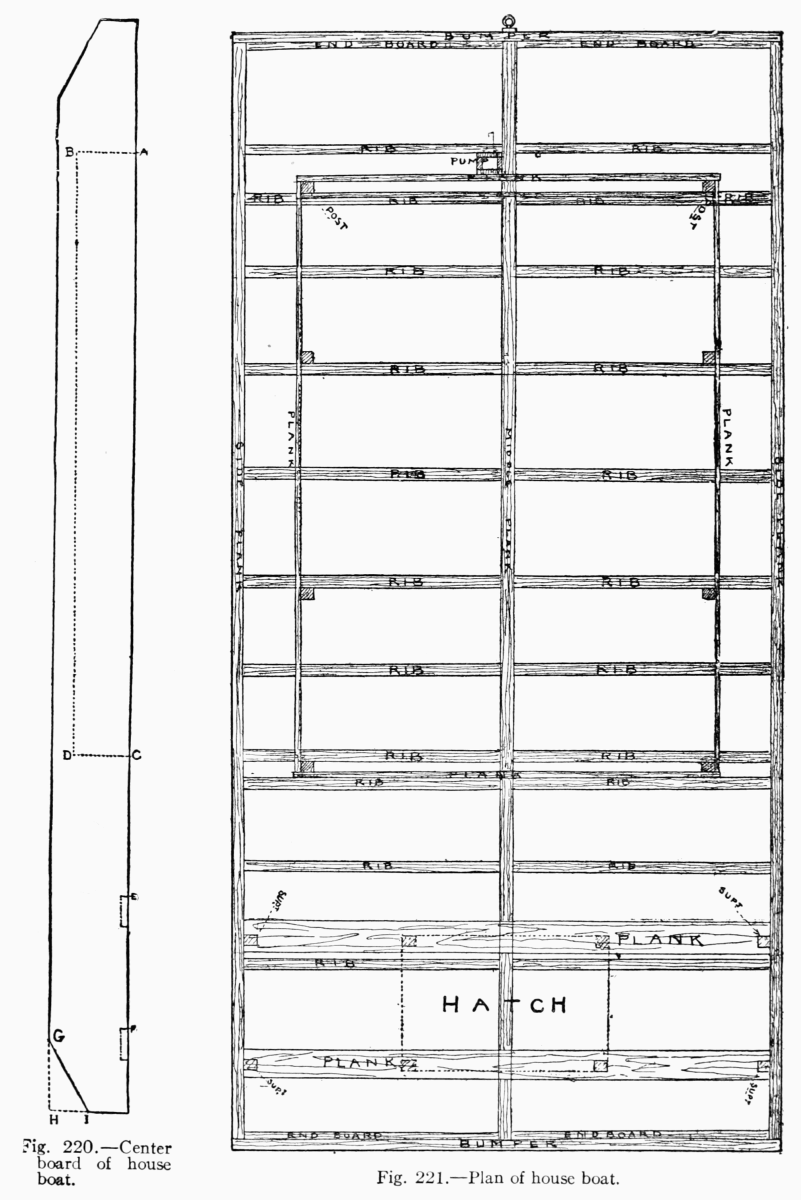 BUMPER
END BOARD END BOARD
B A
RIB RIB
PUMP
PLANK
RIB RIB RIB RIB
POST POST
RIB RIB
RIB RIB
PLANK PLANK
SIDE PLANK MIDDLE PLANK SIDE PLANK
RIB RIB
RIB RIB
RIB RIB
D C
RIB RIB
PLANK
RIB RIB
RIB RIB
E
SUPT SUPT
PLANK
RIB
HATCH
F
G
PLANK
SUPT SUPT
H I
END BOARD END BOARD
BUMPER
Fig. 220.—Center
board of house
boat.
Fig. 221.—Plan of house boat.